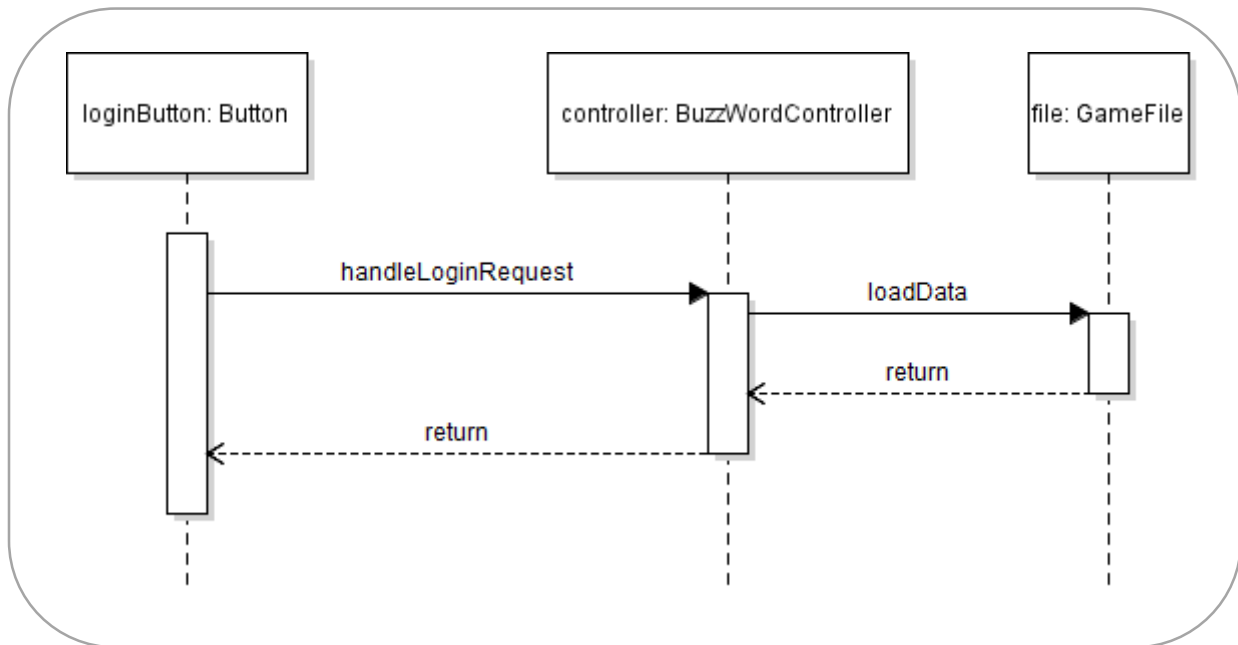 loginButton: Button
controller: BuzzWordController
file: GameFile
handleLoginRequest
loadData
return
return